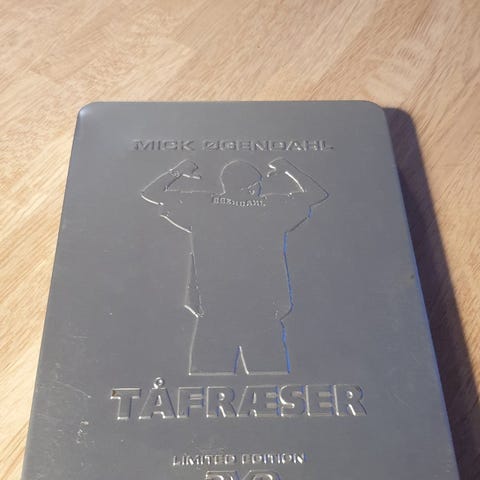 MICK ØGENDAHL
ØGENDAHL
TÅFRÆSER
LIMITED EDITION